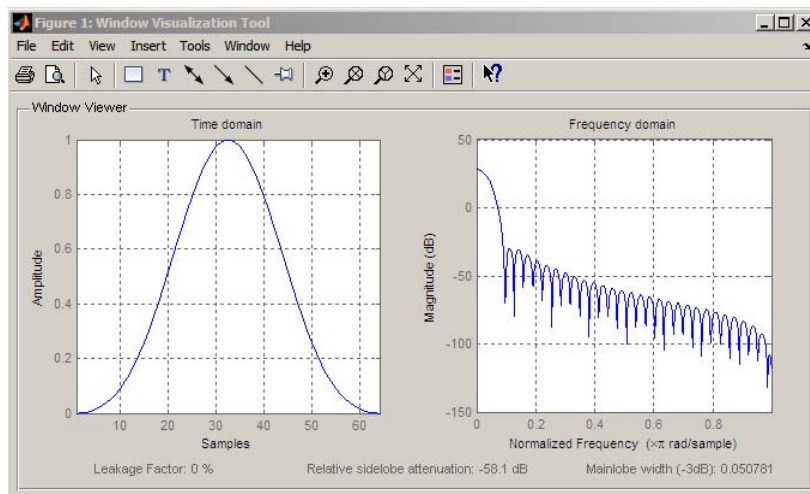 Figure 1: Window Visualization Tool
File Edit View Insert Tools Window Help
T
?
Window Viewer
Time domain
1
0.8
0.6
0.4
0.2
0
10 20 30 40 50 60
Amplitude
Samples
Frequency domain
50
0
-50
-100
-150
0 0.2 0.4 0.6 0.8
Magnitude (dB)
Normalized Frequency (×π rad/sample)
Leakage Factor: 0 %
Relative sidelobe attenuation: -58.1 dB
Mainlobe width (-3dB): 0.050781